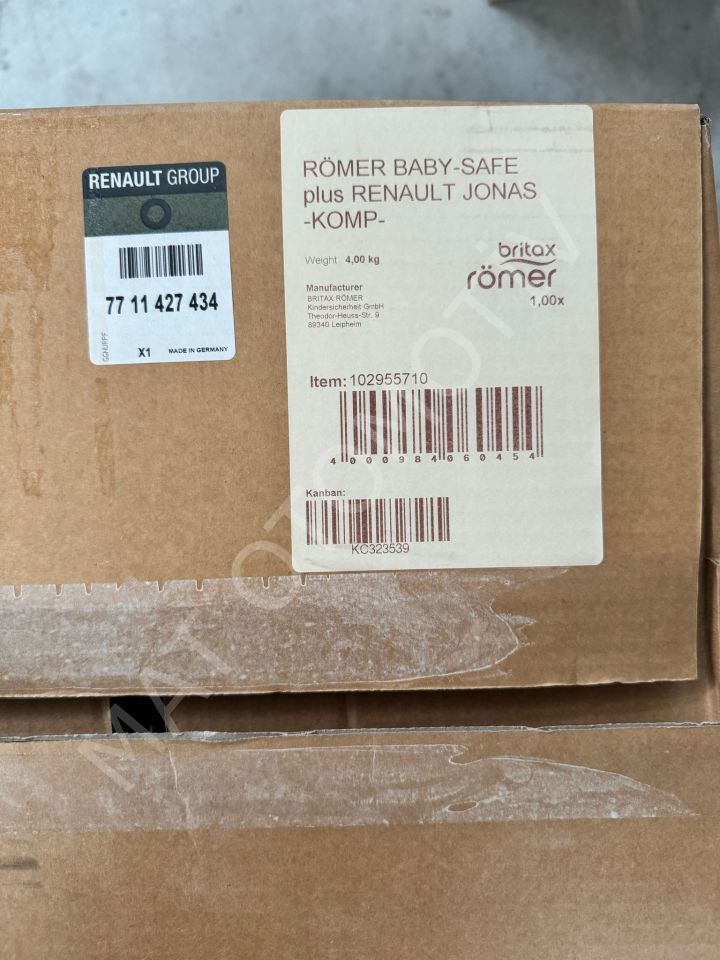 RENAULT GROUP
77 11 427 434
X1 MADE IN GERMANY
RÖMER BABY-SAFE
plus RENAULT JONAS
-KOMP-
Weight: 4,00 kg
britax
römer
1,00x
Manufacturer
BRITAX RÖMER
Kindersicherheit GmbH
Theodor-Heuss-Str. 9
89340 Leipheim
Item: 102955710
4 000984 060454
Kanban:
KC323539
MAT OTOMOTİV